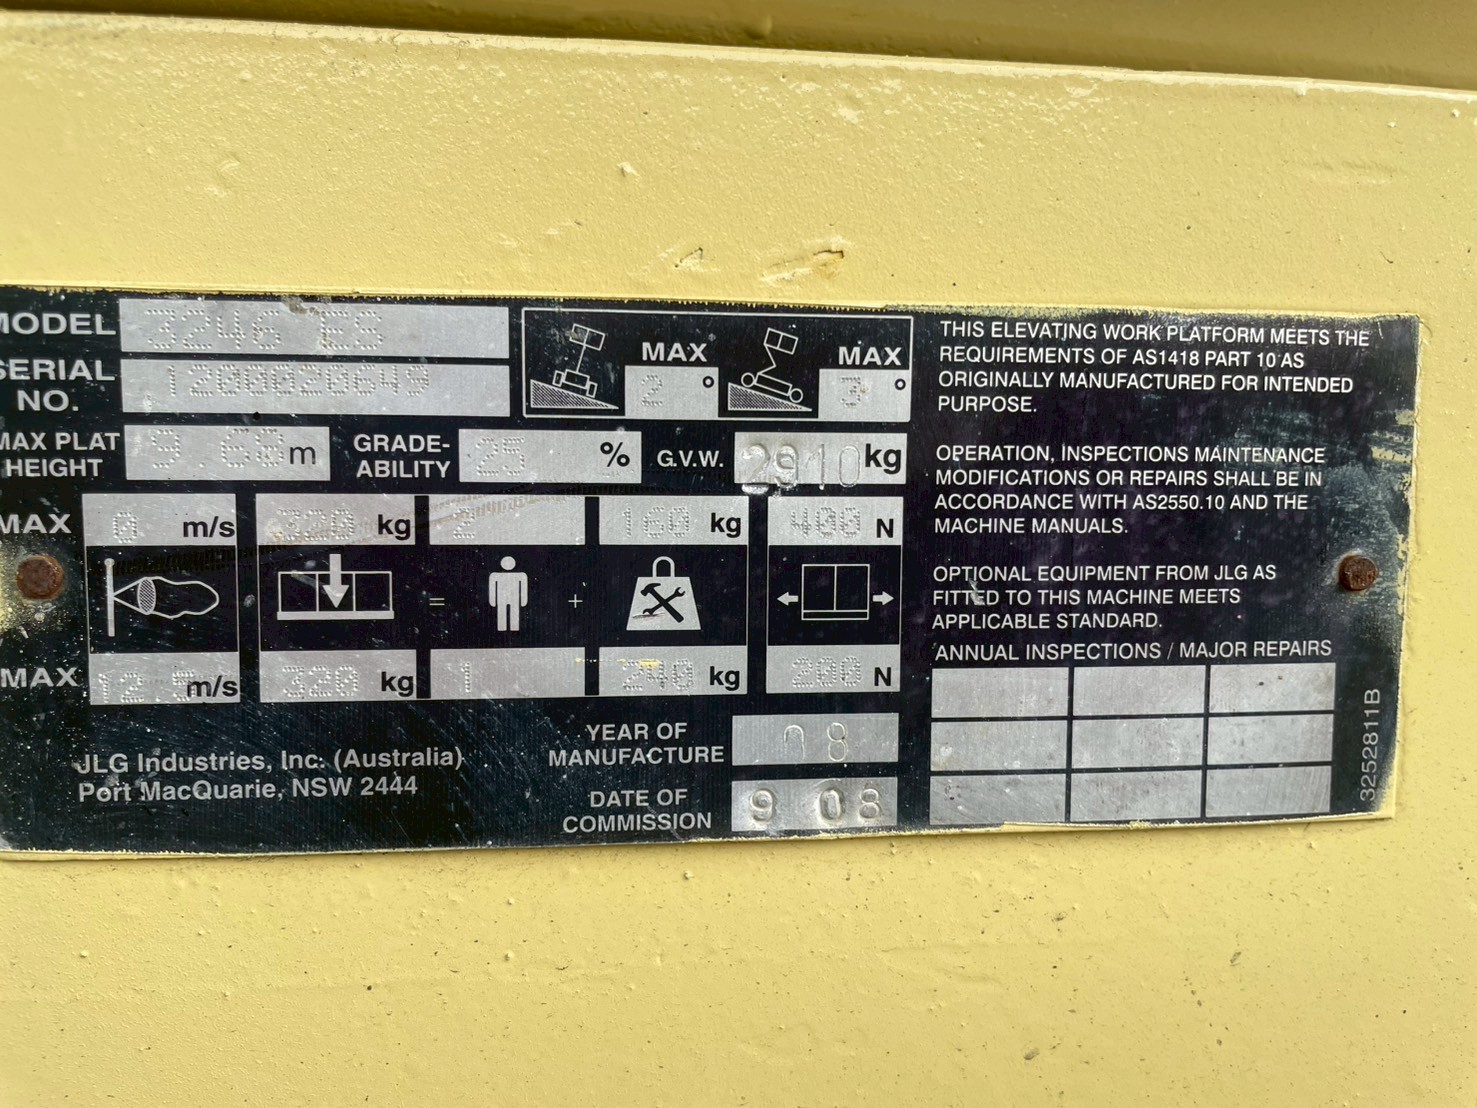 MODEL 3246 ES
SERIAL NO. 1200020649
MAX 2° MAX 3°
MAX PLAT HEIGHT 9.68 m GRADE-ABILITY 25 % G.V.W. 2910 kg
MAX 0 m/s 320 kg 2 160 kg 400 N
= +
MAX 12.5 m/s 320 kg 1 240 kg 200 N
JLG Industries, Inc. (Australia)
Port MacQuarie, NSW 2444
YEAR OF
MANUFACTURE 08
DATE OF
COMMISSION 9 08
THIS ELEVATING WORK PLATFORM MEETS THE
REQUIREMENTS OF AS1418 PART 10 AS
ORIGINALLY MANUFACTURED FOR INTENDED
PURPOSE.
OPERATION, INSPECTIONS MAINTENANCE
MODIFICATIONS OR REPAIRS SHALL BE IN
ACCORDANCE WITH AS2550.10 AND THE
MACHINE MANUALS.
OPTIONAL EQUIPMENT FROM JLG AS
FITTED TO THIS MACHINE MEETS
APPLICABLE STANDARD.
ANNUAL INSPECTIONS / MAJOR REPAIRS
3252811B